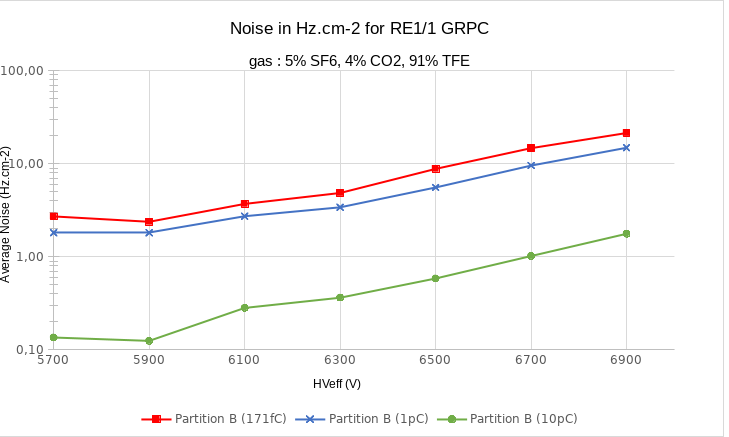 Noise in Hz.cm-2 for RE1/1 GRPC
gas : 5% SF6, 4% CO2, 91% TFE
Average Noise (Hz.cm-2)
100,00
10,00
1,00
0,10
5700 5900 6100 6300 6500 6700 6900
HVeff (V)
Partition B (171fC) Partition B (1pC) Partition B (10pC)